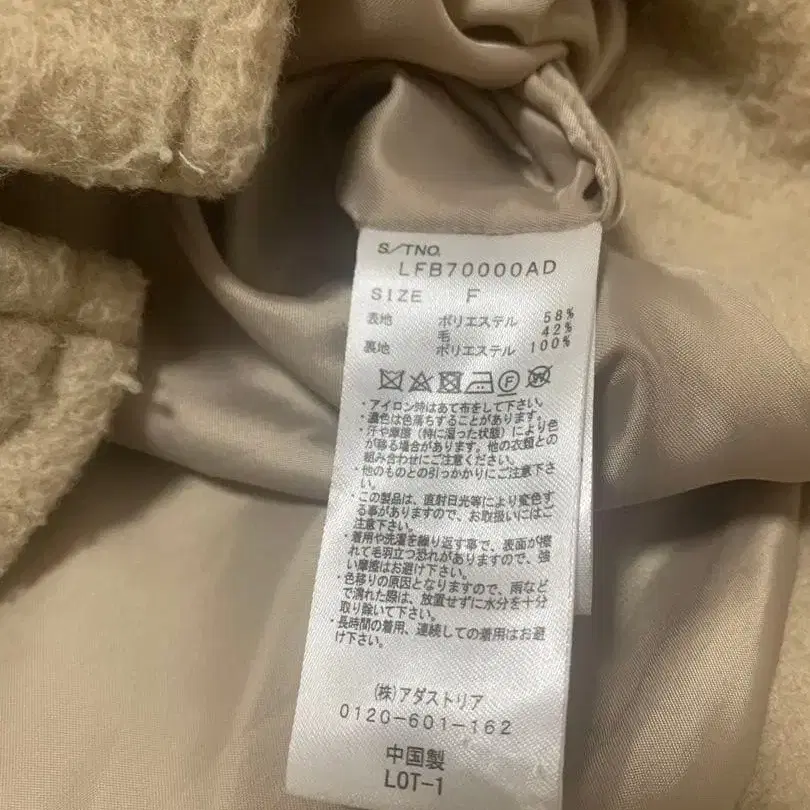 S/TNO.
LFB70000AD
SIZE F
表地 ポリエステル 58%
毛 42%
裏地 ポリエステル 100%
F W
・アイロン時はあて布をして下さい。
・濃色は色落ちすることがあります。
・汗や摩擦（特に湿った状態）により色
が移る場合があります。他の衣類との
組み合わせにご注意ください。
・他のものとの引っかかりにご注意下さ
い。
・この製品は、直射日光等により変色す
る事がありますので、お取扱いにはご
注意下さい。
・着用や洗濯を繰り返す事で、表面が擦
れて毛羽立つ恐れがありますので、強
い摩擦はお避け下さい。
・色移りの原因となりますので、雨など
で濡れた際は、放置せずに水分を十分
取り除いて下さい。
・長時間の着用、連続しての着用はお避
け下さい。
(株)アダストリア
0120-601-162
中国製
LOT-1